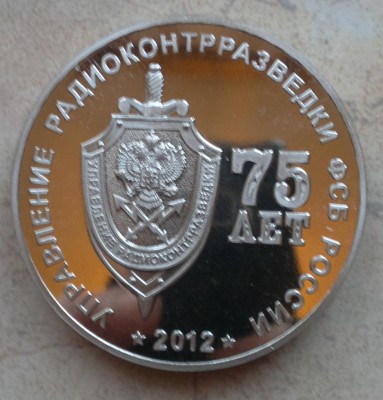 УПРАВЛЕНИЕ РАДИОКОНТРРАЗВЕДКИ ФСБ РОССИИ
УПРАВЛЕНИЕ РАДИОКОНТРРАЗВЕДКИ
75
ЛЕТ
* 2012 *